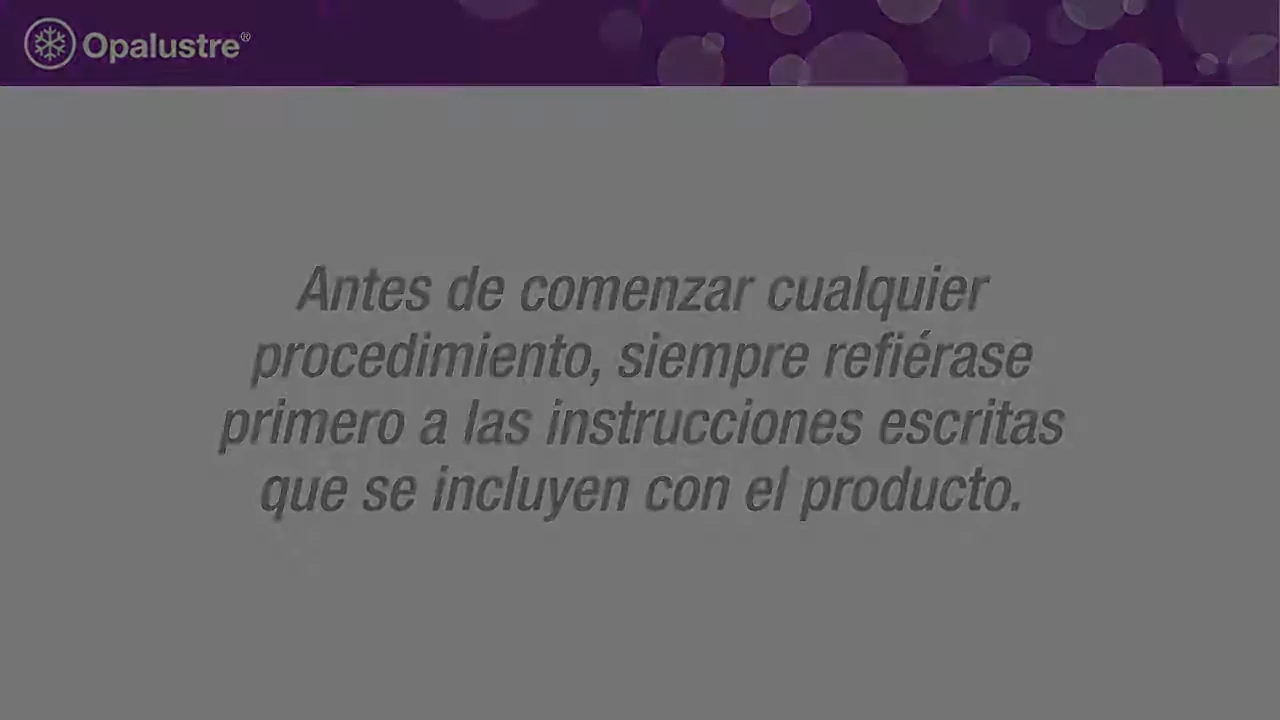 Opalustre®
Antes de comenzar cualquier
procedimiento, siempre refiérase
primero a las instrucciones escritas
que se incluyen con el producto.